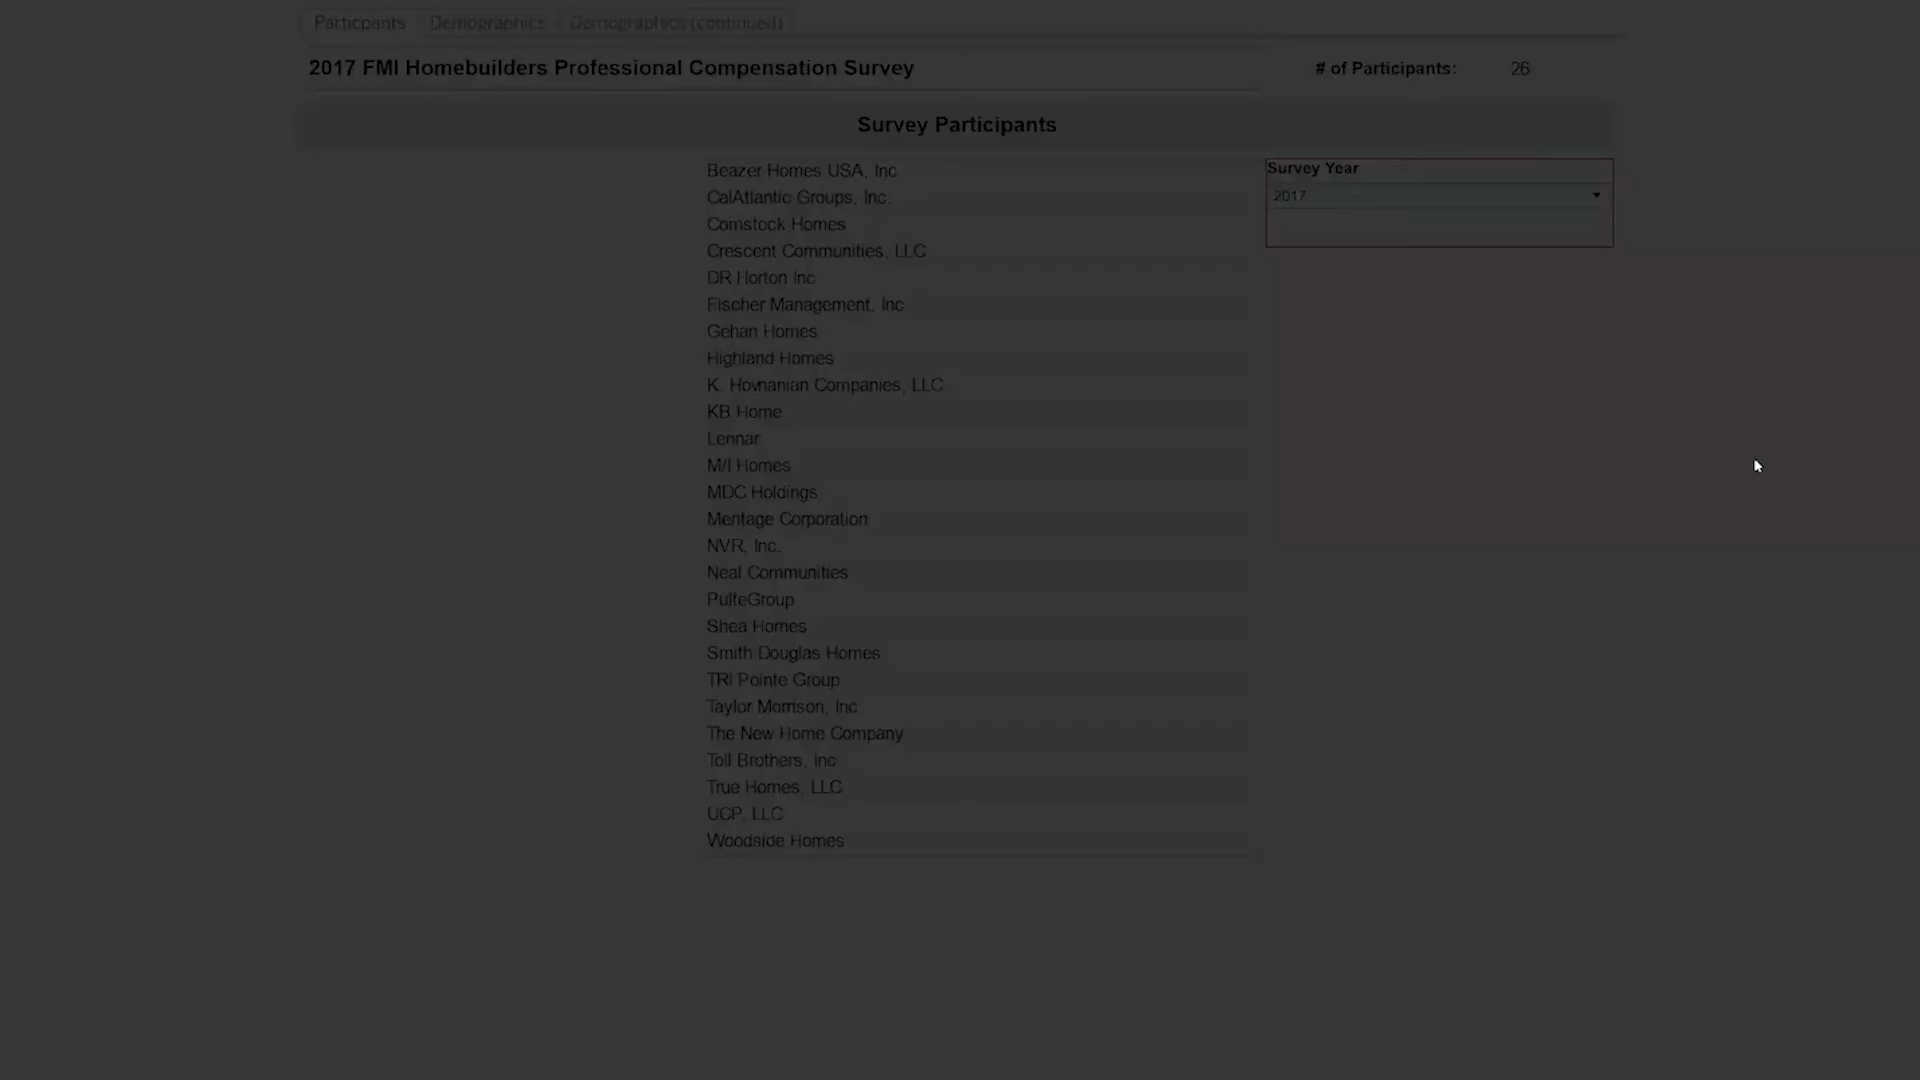 Particpants Demographics Demographics (continued)
2017 FMI Homebuilders Professional Compensation Survey # of Participants: 26
Survey Participants
Beazer Homes USA, Inc
Survey Year
CalAtlantic Groups, Inc.
2017
Comstock Homes
Crescent Communities, LLC
DR Horton Inc
Fischer Management, Inc
Gehan Homes
Highland Homes
K. Hovnanian Companies, LLC
KB Home
Lennar
M/I Homes
MDC Holdings
Meritage Corporation
NVR, Inc.
Neal Communities
PulteGroup
Shea Homes
Smith Douglas Homes
TRI Pointe Group
Taylor Morrison, Inc
The New Home Company
Toll Brothers, Inc
True Homes, LLC
UCP, LLC
Woodside Homes